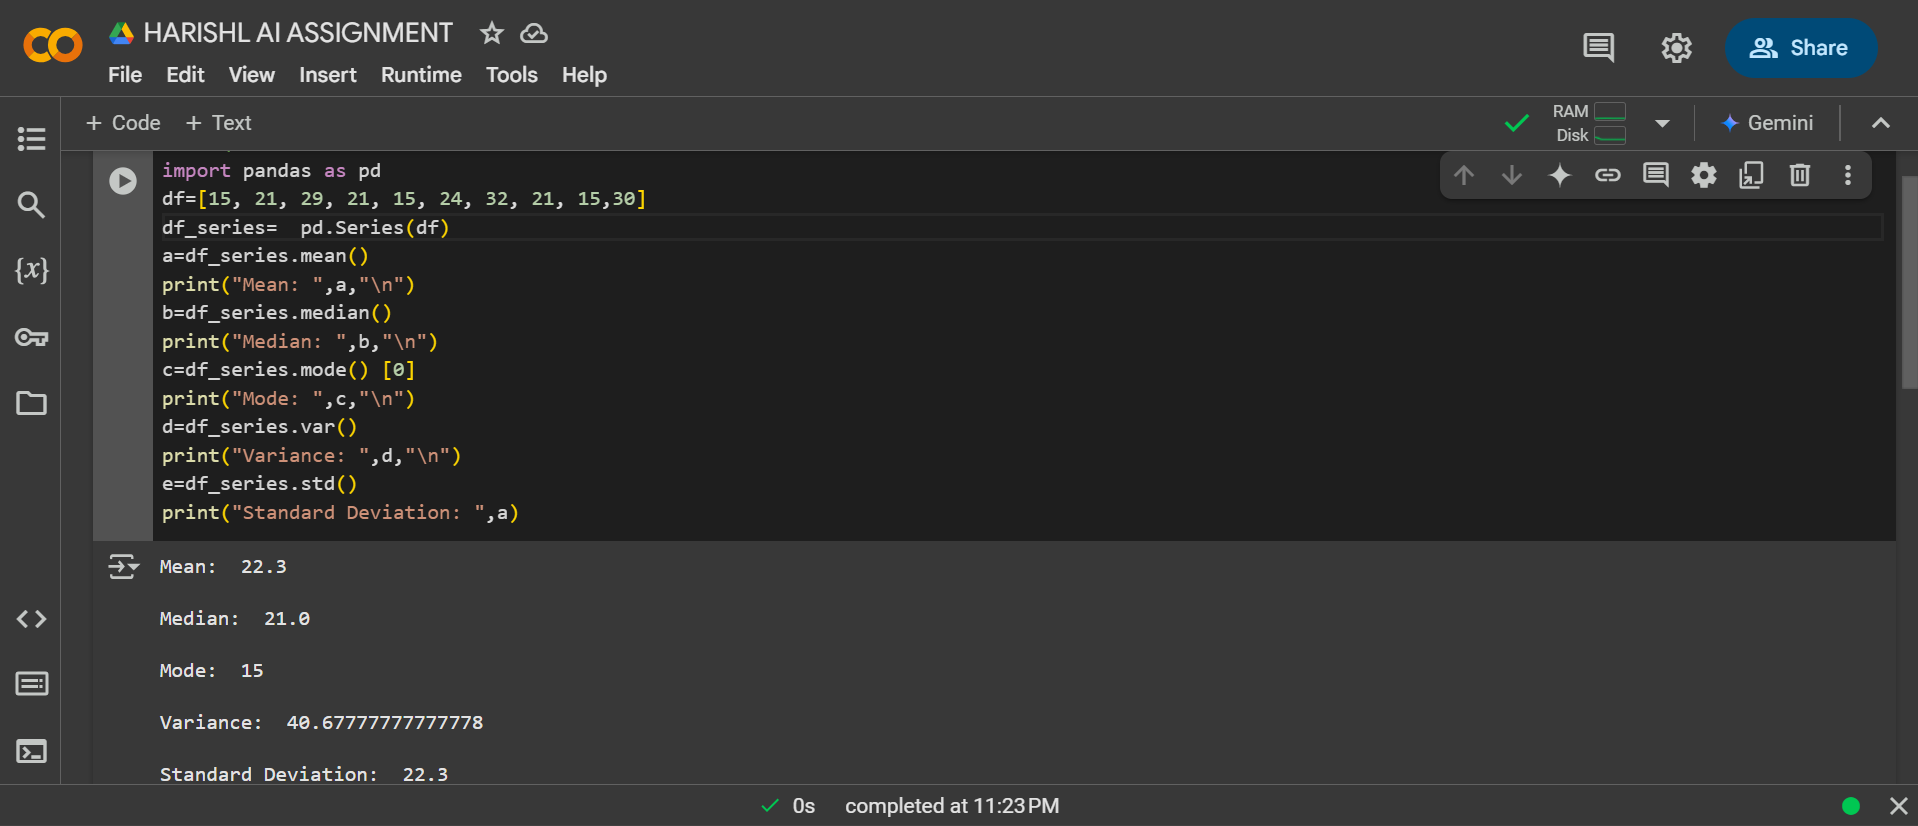 HARISHL AI ASSIGNMENT
File Edit View Insert Runtime Tools Help
Share
+ Code + Text
RAM
Disk
Gemini
import pandas as pd
df=[15, 21, 29, 21, 15, 24, 32, 21, 15,30]
df_series=  pd.Series(df)
a=df_series.mean()
print("Mean: ",a,"\n")
b=df_series.median()
print("Median: ",b,"\n")
c=df_series.mode() [0]
print("Mode: ",c,"\n")
d=df_series.var()
print("Variance: ",d,"\n")
e=df_series.std()
print("Standard Deviation: ",a)
Mean:  22.3
Median:  21.0
Mode:  15
Variance:  40.67777777777778
Standard Deviation:  22.3
0s completed at 11:23 PM